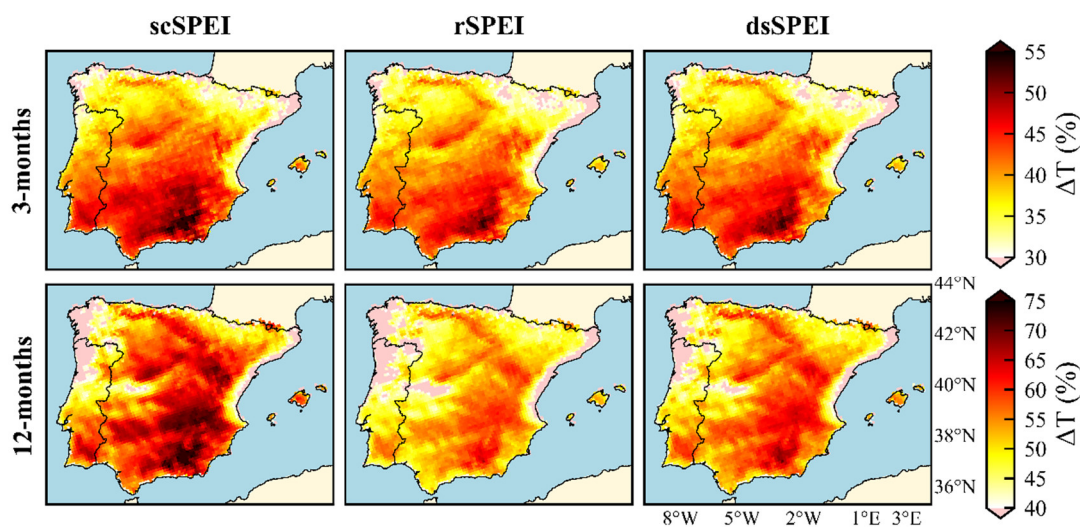 scSPEI rSPEI dsSPEI
3-months
55
50
45
40
35
30
ΔT (%)
12-months
44°N
42°N
40°N
38°N
36°N
75
70
65
60
55
50
45
40
ΔT (%)
8°W 5°W 2°W 1°E 3°E